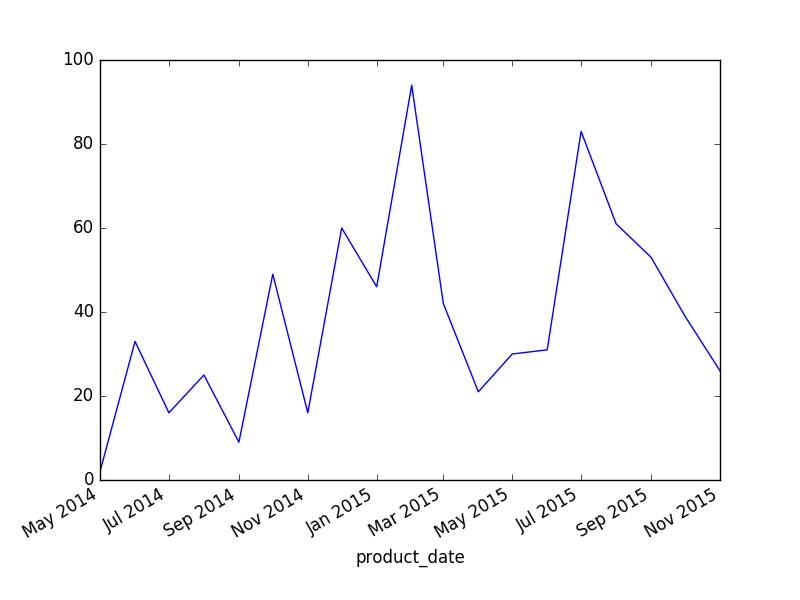 100
80
60
40
20
0
May 2014
Jul 2014
Sep 2014
Nov 2014
Jan 2015
Mar 2015
May 2015
Jul 2015
Sep 2015
Nov 2015
product_date